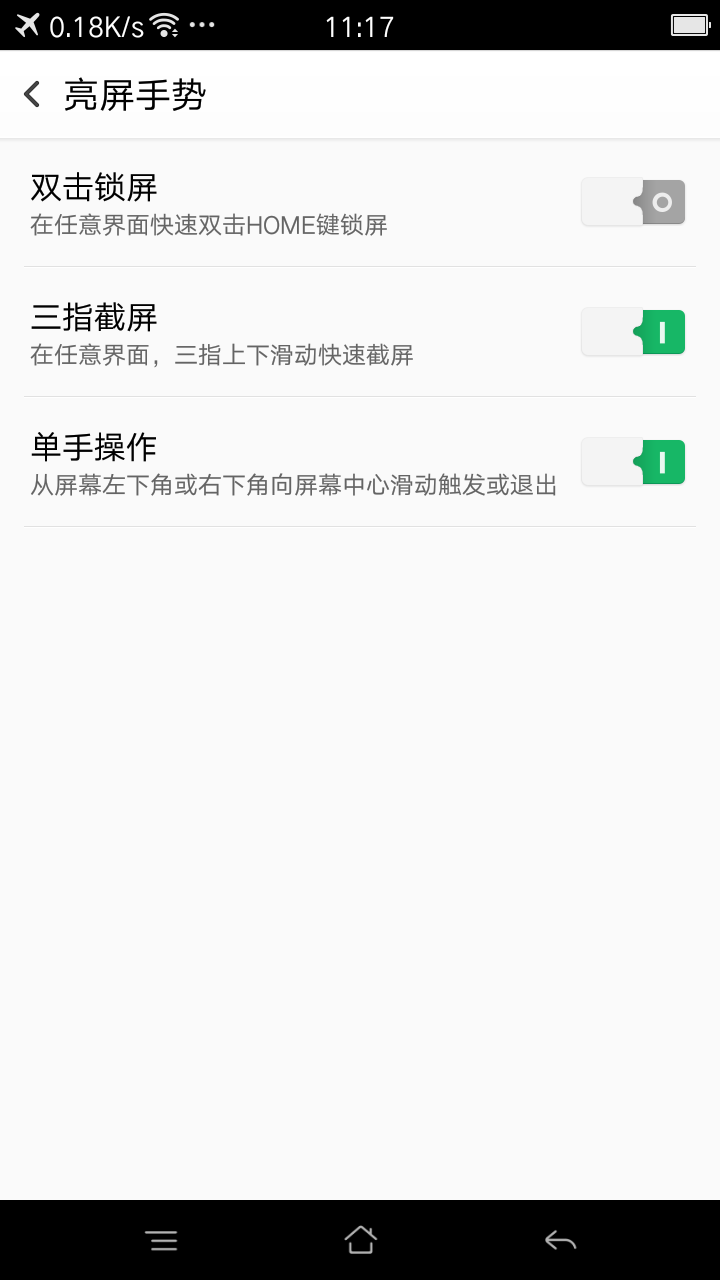 0.18K/s ... 11:17
亮屏手势
双击锁屏
在任意界面快速双击HOME键锁屏
三指截屏
在任意界面，三指上下滑动快速截屏
单手操作
从屏幕左下角或右下角向屏幕中心滑动触发或退出